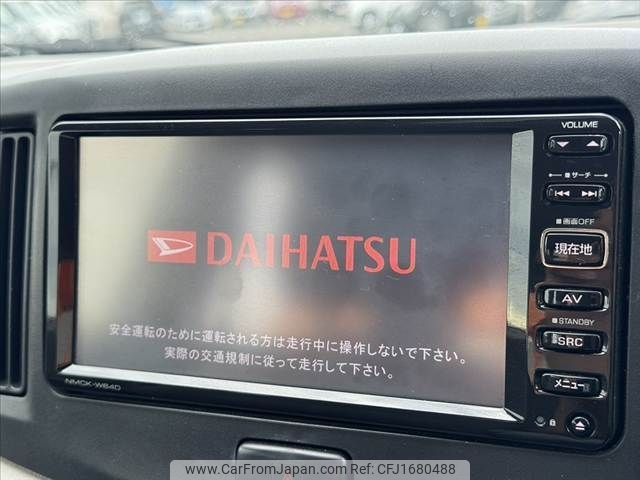 VOLUME
サーチ
画面OFF
現在地
AV
STANDBY
SRC
メニュー
DAIHATSU
安全運転のために運転される方は走行中に操作しないで下さい。
実際の交通規制に従って走行して下さい。
NMCK-W64D
www.CarFromJapan.com | Car ID: CFJ1680488